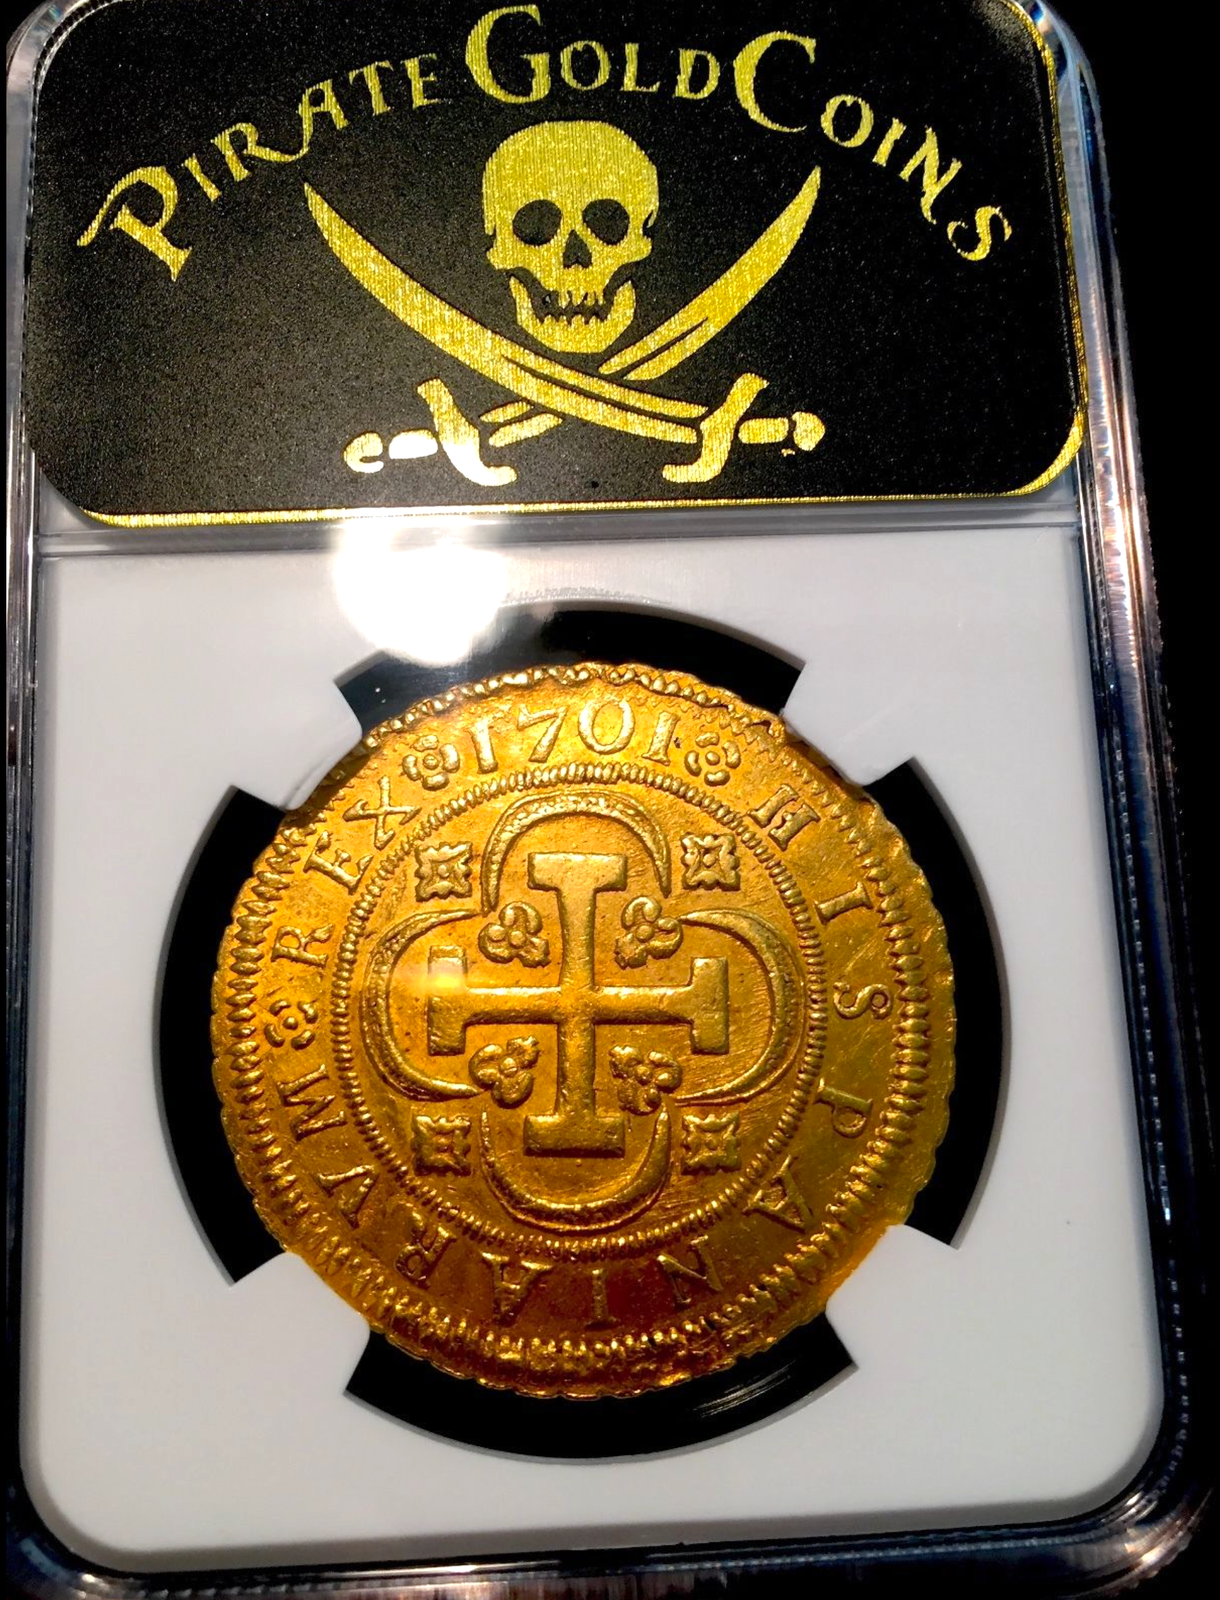 PIRATE GOLD COINS
1701 HISPANIARVM REX